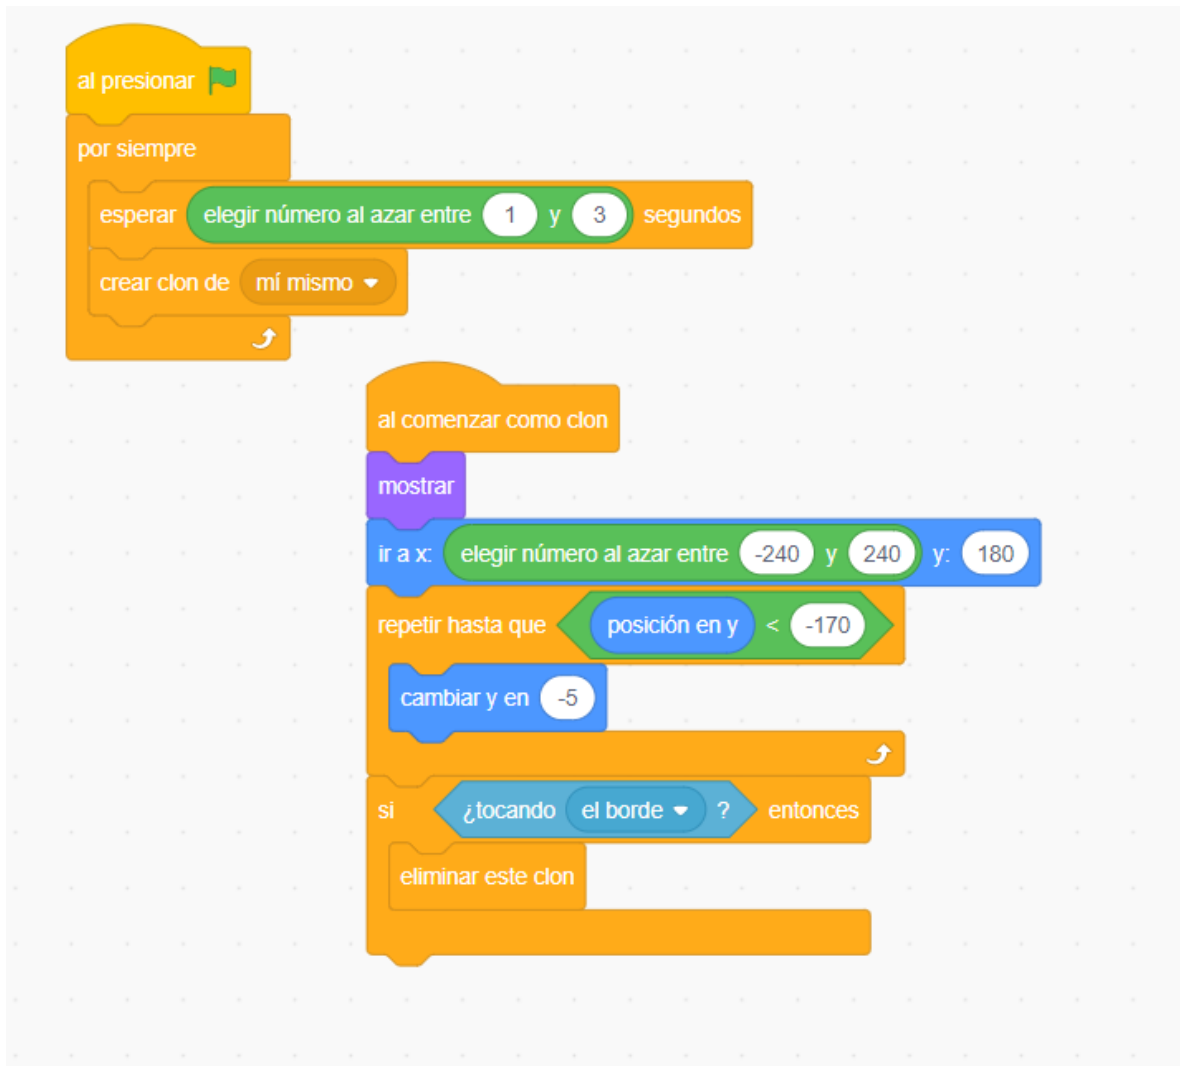 al presionar
por siempre
esperar elegir número al azar entre 1 y 3 segundos
crear clon de mí mismo
al comenzar como clon
mostrar
ir a x: elegir número al azar entre -240 y 240 y: 180
repetir hasta que posición en y < -170
cambiar y en -5
si ¿tocando el borde ? entonces
eliminar este clon